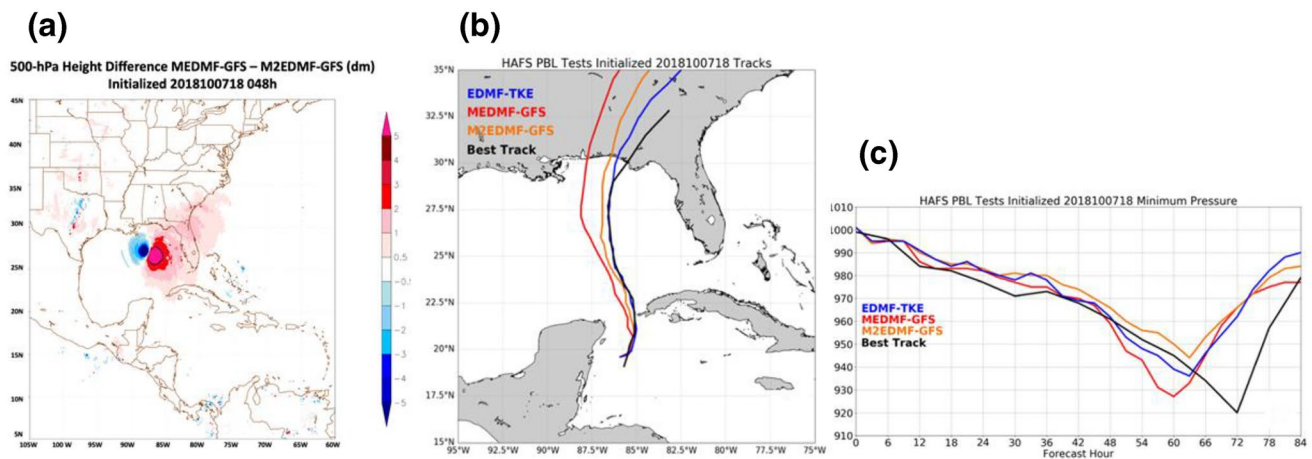 (a)
500-hPa Height Difference MEDMF-GFS – M2EDMF-GFS (dm)
Initialized 2018100718 048h
45N
40N
35N
30N
25N
20N
15N
10N
5N
105W 100 W 95W 90W 85W 80W 75W 70W 65W 60W
5
4
3
2
1
0.5
-0.5
-1
-2
-3
-4
-5
(b)
HAFS PBL Tests Initialized 2018100718 Tracks
EDMF-TKE
MEDMF-GFS
M2EDMF-GFS
Best Track
35°N
32.5°N
30°N
27.5°N
25°N
22.5°N
20°N
17.5°N
15°N
95°W 92.5°W 90°W 87.5°W 85°W 82.5°W 80°W 77.5°W 75°W
(c)
HAFS PBL Tests Initialized 2018100718 Minimum Pressure
1010
1000
990
980
970
960
950
940
930
920
910
EDMF-TKE
MEDMF-GFS
M2EDMF-GFS
Best Track
0 6 12 18 24 30 36 42 48 54 60 66 72 78 84
Forecast Hour